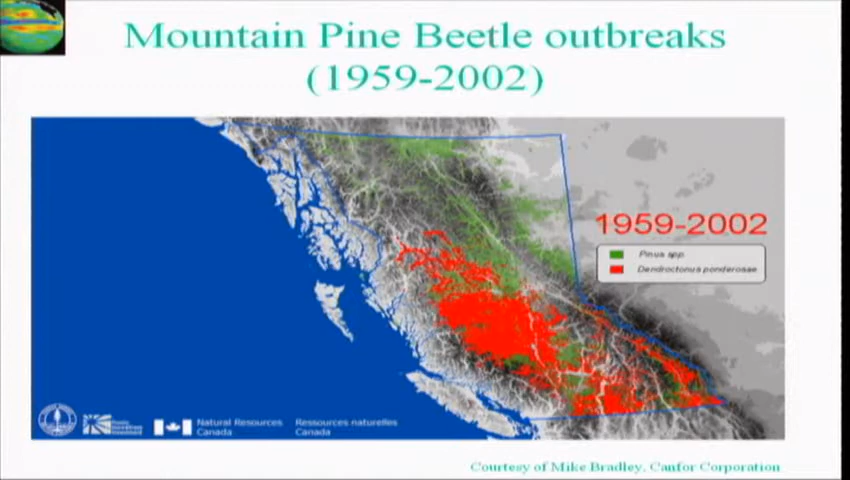 Mountain Pine Beetle outbreaks
(1959-2002)
1959-2002
Pinus spp.
Dendroctonus ponderosae
Natural Resources Ressources naturelles
Canada Canada
Courtesy of Mike Bradley, Canfor Corporation